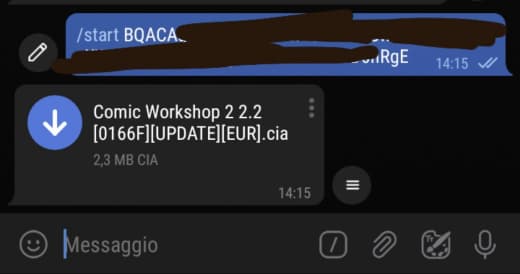 /start BQACA
RgE
14:15
Comic Workshop 2 2.2
[0166F][UPDATE][EUR].cia
2,3 MB CIA
14:15
Messaggio